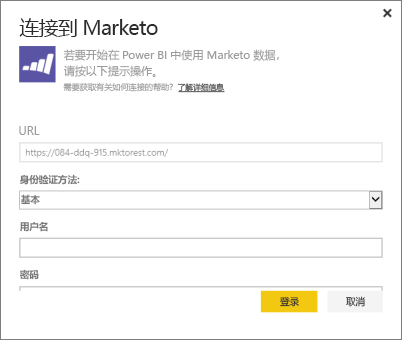 连接到 Marketo
若要开始在 Power BI 中使用 Marketo 数据，
请按以下提示操作。
需要获取有关如何连接的帮助？ 了解详细信息
URL
https://084-ddq-915.mktorest.com/
身份验证方法:
基本
用户名
密码
登录 取消